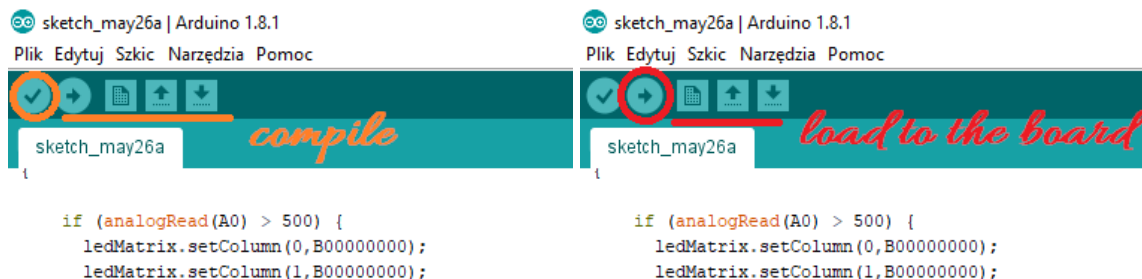 sketch_may26a | Arduino 1.8.1
Plik Edytuj Szkic Narzędzia Pomoc
compile
sketch_may26a
{
if (analogRead(A0) > 500) {
ledMatrix.setColumn(0,B00000000);
ledMatrix.setColumn(1,B00000000);
sketch_may26a | Arduino 1.8.1
Plik Edytuj Szkic Narzędzia Pomoc
load to the board
sketch_may26a
{
if (analogRead(A0) > 500) {
ledMatrix.setColumn(0,B00000000);
ledMatrix.setColumn(1,B00000000);